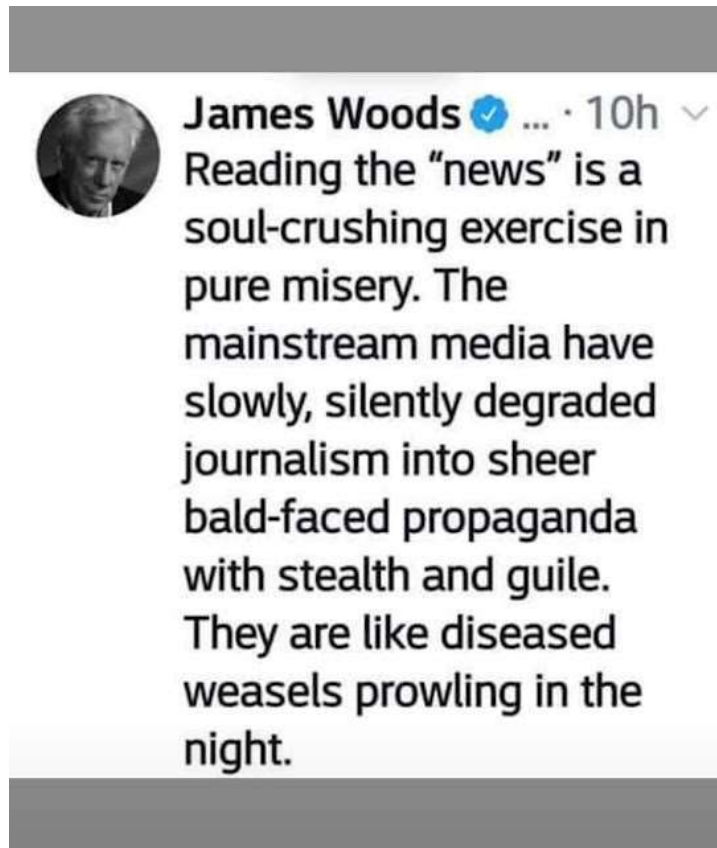 James Woods ... · 10h
Reading the “news” is a
soul-crushing exercise in
pure misery. The
mainstream media have
slowly, silently degraded
journalism into sheer
bald-faced propaganda
with stealth and guile.
They are like diseased
weasels prowling in the
night.